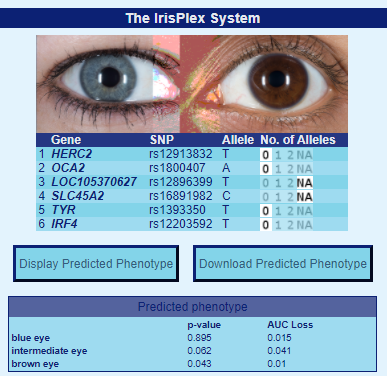 The IrisPlex System
Gene SNP Allele No. of Alleles
1 HERC2 rs12913832 T 0 1 2 NA
2 OCA2 rs1800407 A 0 1 2 NA
3 LOC105370627 rs12896399 T 0 1 2 NA
4 SLC45A2 rs16891982 C 0 1 2 NA
5 TYR rs1393350 T 0 1 2 NA
6 IRF4 rs12203592 T 0 1 2 NA
Display Predicted Phenotype Download Predicted Phenotype
Predicted phenotype
p-value AUC Loss
blue eye 0.895 0.015
intermediate eye 0.062 0.041
brown eye 0.043 0.01